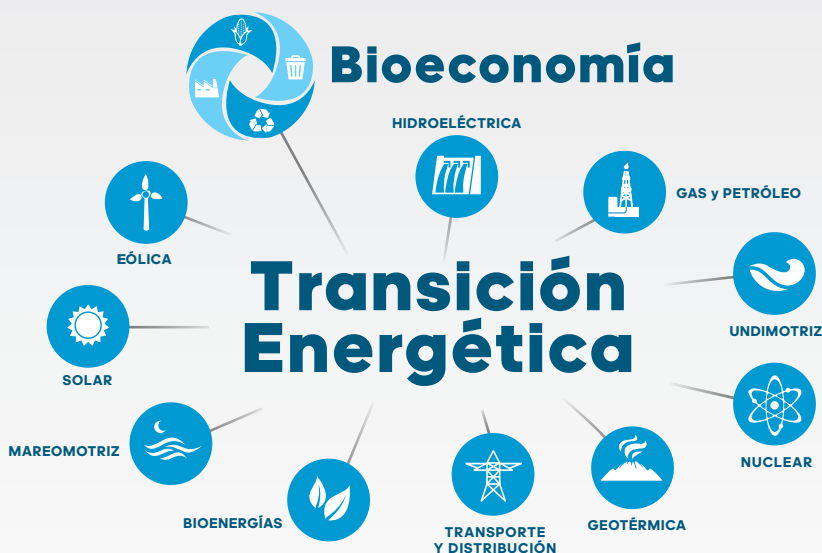 Bioeconomía
HIDROELÉCTRICA
GAS y PETRÓLEO
EÓLICA
Transición
Energética
UNDIMOTRIZ
SOLAR
MAREOMOTRIZ
NUCLEAR
BIOENERGÍAS
TRANSPORTE
Y DISTRIBUCIÓN
GEOTÉRMICA